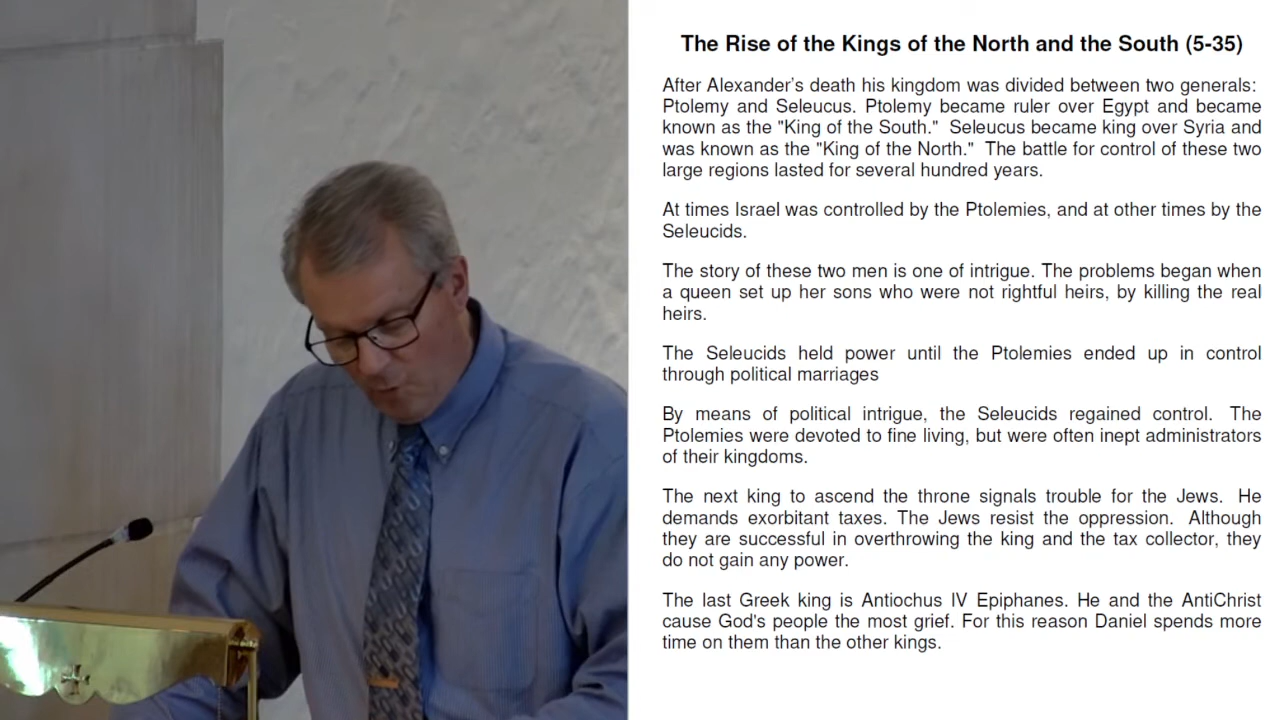 The Rise of the Kings of the North and the South (5-35)
After Alexander's death his kingdom was divided between two generals:
Ptolemy and Seleucus. Ptolemy became ruler over Egypt and became
known as the "King of the South."  Seleucus became king over Syria and
was known as the "King of the North."  The battle for control of these two
large regions lasted for several hundred years.
At times Israel was controlled by the Ptolemies, and at other times by the
Seleucids.
The story of these two men is one of intrigue. The problems began when
a queen set up her sons who were not rightful heirs, by killing the real
heirs.
The Seleucids held power until the Ptolemies ended up in control
through political marriages
By means of political intrigue, the Seleucids regained control.  The
Ptolemies were devoted to fine living, but were often inept administrators
of their kingdoms.
The next king to ascend the throne signals trouble for the Jews.  He
demands exorbitant taxes. The Jews resist the oppression.  Although
they are successful in overthrowing the king and the tax collector, they
do not gain any power.
The last Greek king is Antiochus IV Epiphanes. He and the AntiChrist
cause God's people the most grief. For this reason Daniel spends more
time on them than the other kings.